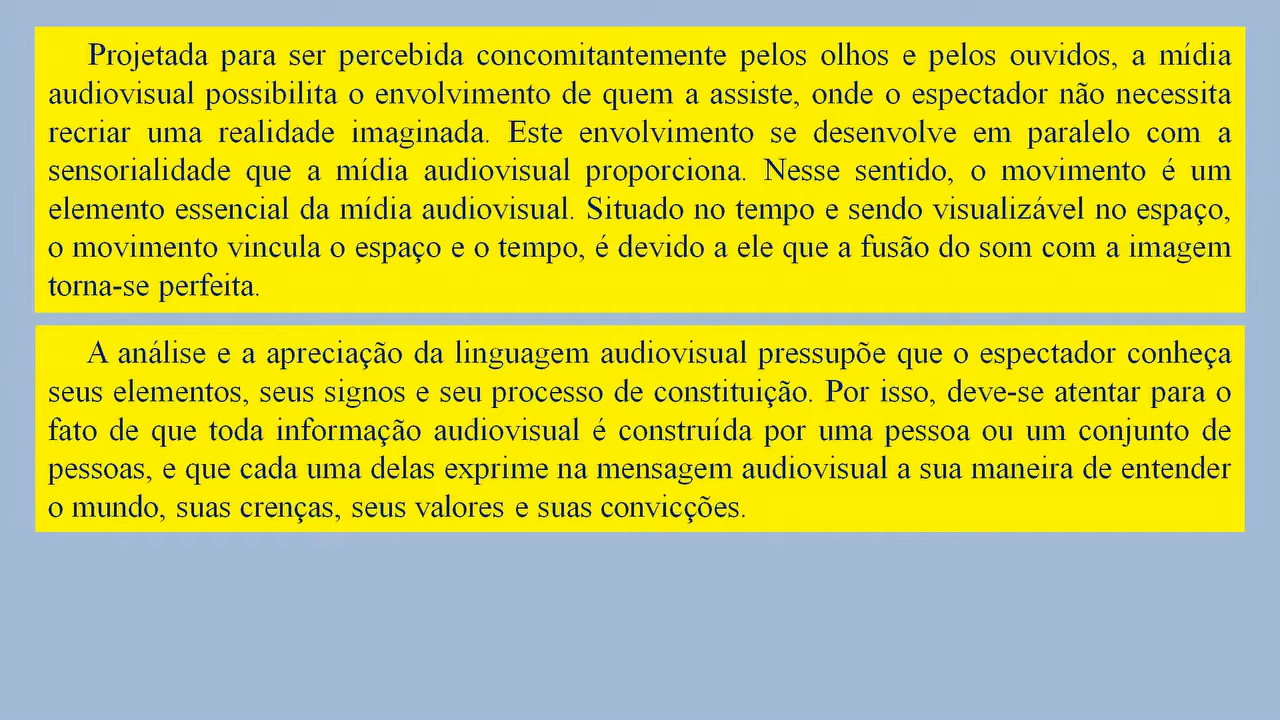 Projetada para ser percebida concomitantemente pelos olhos e pelos ouvidos, a mídia
audiovisual possibilita o envolvimento de quem a assiste, onde o espectador não necessita
recriar uma realidade imaginada. Este envolvimento se desenvolve em paralelo com a
sensorialidade que a mídia audiovisual proporciona. Nesse sentido, o movimento é um
elemento essencial da mídia audiovisual. Situado no tempo e sendo visualizável no espaço,
o movimento vincula o espaço e o tempo, é devido a ele que a fusão do som com a imagem
torna-se perfeita.
A análise e a apreciação da linguagem audiovisual pressupõe que o espectador conheça
seus elementos, seus signos e seu processo de constituição. Por isso, deve-se atentar para o
fato de que toda informação audiovisual é construída por uma pessoa ou um conjunto de
pessoas, e que cada uma delas exprime na mensagem audiovisual a sua maneira de entender
o mundo, suas crenças, seus valores e suas convicções.